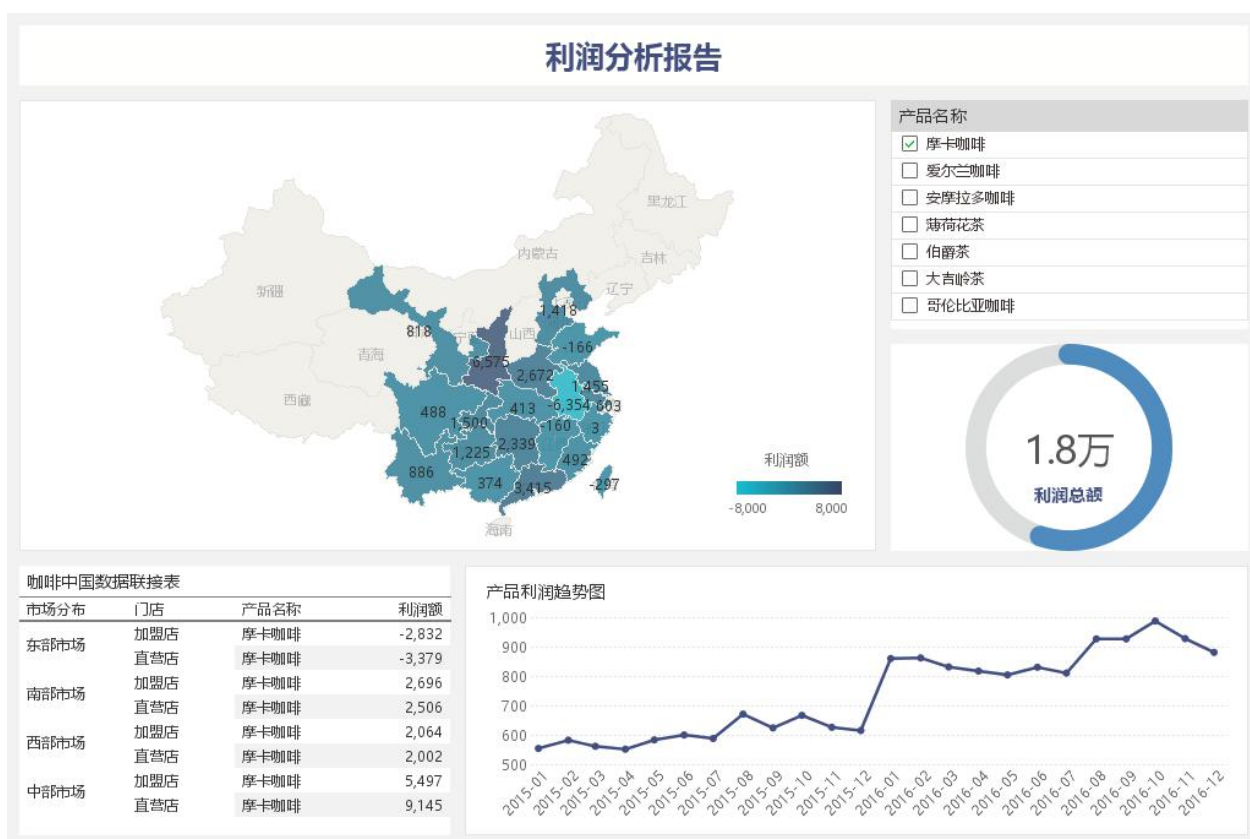 利润分析报告
黑龙江
内蒙古
吉林
新疆
辽宁
1,418
818
山西
-166
青海
6,575
2,672
1,455
西藏
488
413
-6,354
603
1,500
-160
3
1,225
2,339
492
886
374
3,415
-297
海南
利润额
-8,000 8,000
产品名称
摩卡咖啡
爱尔兰咖啡
安摩拉多咖啡
薄荷花茶
伯爵茶
大吉岭茶
哥伦比亚咖啡
1.8万
利润总额
咖啡中国数据联接表
市场分布 门店 产品名称 利润额
东部市场 加盟店 摩卡咖啡 -2,832
直营店 摩卡咖啡 -3,379
南部市场 加盟店 摩卡咖啡 2,696
直营店 摩卡咖啡 2,506
西部市场 加盟店 摩卡咖啡 2,064
直营店 摩卡咖啡 2,002
中部市场 加盟店 摩卡咖啡 5,497
直营店 摩卡咖啡 9,145
产品利润趋势图
1,000
900
800
700
600
500
2015-01 2015-02 2015-03 2015-04 2015-05 2015-06 2015-07 2015-08 2015-09 2015-10 2015-11 2015-12 2016-01 2016-02 2016-03 2016-04 2016-05 2016-06 2016-07 2016-08 2016-09 2016-10 2016-11 2016-12